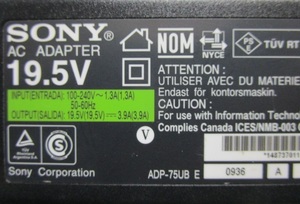 SONY
AC ADAPTER
19.5V
INPUT(ENTRADA): 100-240V~ 1.3A(1.3A)
50-60Hz
OUTPUT(SALIDA): 19.5V(19.5V)⎓3.9A(3.9A)
NOM
NYCE
PS
E
TÜV RT
ATTENTION :
Utiliser avec
Endast för kontorsmaskin.
CAUTION :
For use with Information Techno
Complies Canada ICES/NMB-003
V
Sony Corporation
ADP-75UB E
0936
A